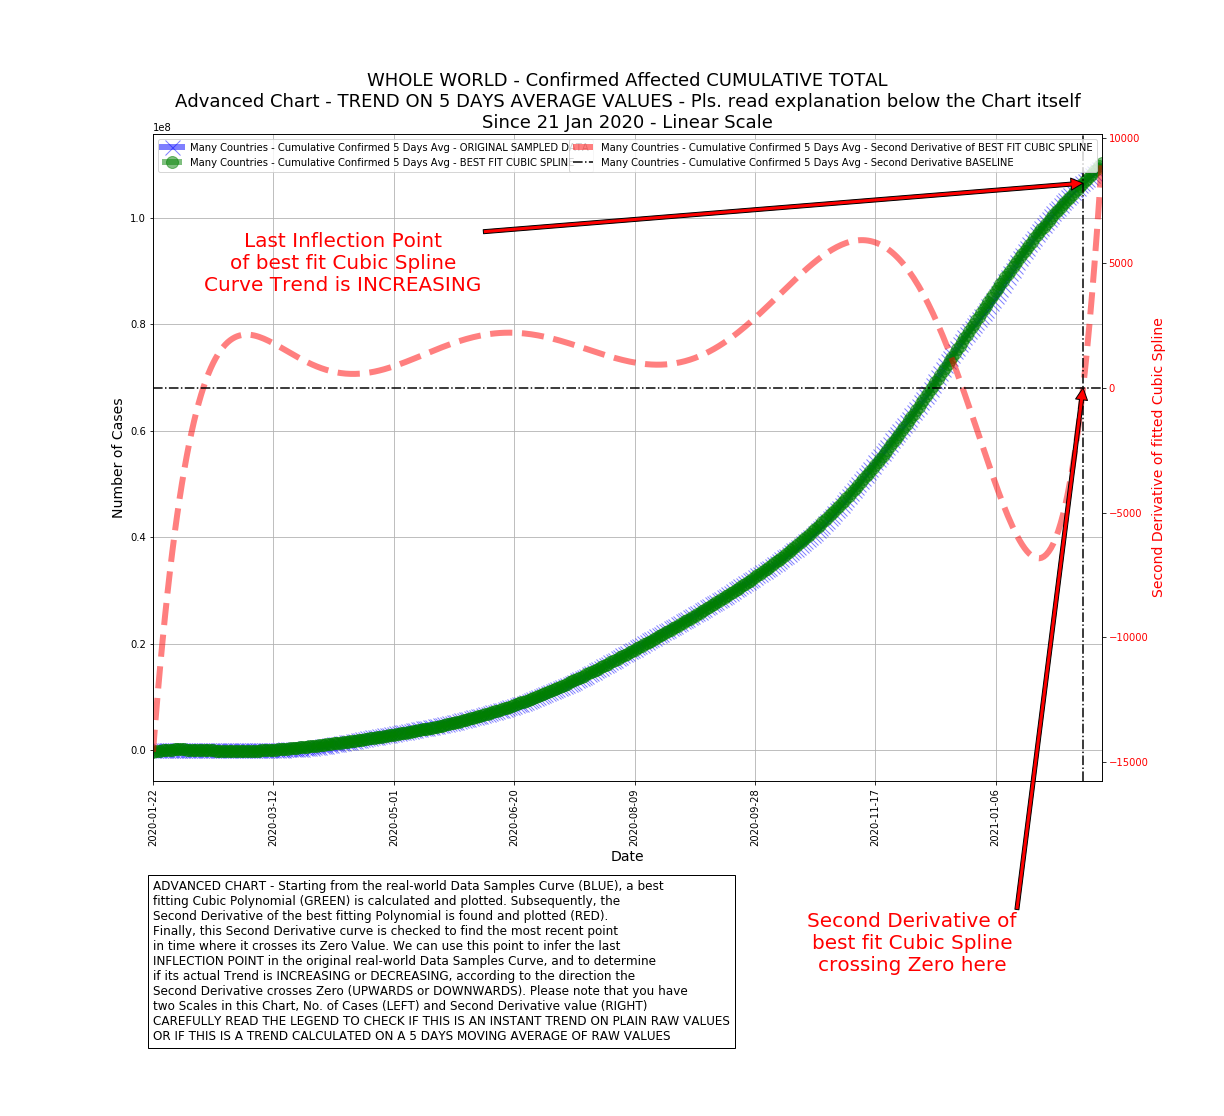 WHOLE WORLD - Confirmed Affected CUMULATIVE TOTAL
Advanced Chart - TREND ON 5 DAYS AVERAGE VALUES - Pls. read explanation below the Chart itself
Since 21 Jan 2020 - Linear Scale
1e8
Many Countries - Cumulative Confirmed 5 Days Avg - ORIGINAL SAMPLED DATA
Many Countries - Cumulative Confirmed 5 Days Avg - BEST FIT CUBIC SPLINE
Many Countries - Cumulative Confirmed 5 Days Avg - Second Derivative of BEST FIT CUBIC SPLINE
Many Countries - Cumulative Confirmed 5 Days Avg - Second Derivative BASELINE
Last Inflection Point
of best fit Cubic Spline
Curve Trend is INCREASING
1.0
0.8
0.6
0.4
0.2
0.0
Number of Cases
10000
5000
0
−5000
−10000
−15000
Second Derivative of fitted Cubic Spline
2020-01-22
2020-03-12
2020-05-01
2020-06-20
2020-08-09
2020-09-28
2020-11-17
2021-01-06
Date
Second Derivative of
best fit Cubic Spline
crossing Zero here
ADVANCED CHART - Starting from the real-world Data Samples Curve (BLUE), a best
fitting Cubic Polynomial (GREEN) is calculated and plotted. Subsequently, the
Second Derivative of the best fitting Polynomial is found and plotted (RED).
Finally, this Second Derivative curve is checked to find the most recent point
in time where it crosses its Zero Value. We can use this point to infer the last
INFLECTION POINT in the original real-world Data Samples Curve, and to determine
if its actual Trend is INCREASING or DECREASING, according to the direction the
Second Derivative crosses Zero (UPWARDS or DOWNWARDS). Please note that you have
two Scales in this Chart, No. of Cases (LEFT) and Second Derivative value (RIGHT)
CAREFULLY READ THE LEGEND TO CHECK IF THIS IS AN INSTANT TREND ON PLAIN RAW VALUES
OR IF THIS IS A TREND CALCULATED ON A 5 DAYS MOVING AVERAGE OF RAW VALUES